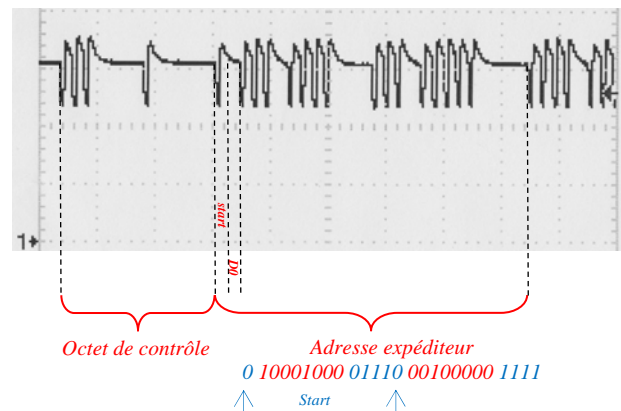 1
start
D0
Octet de contrôle
Adresse expéditeur
0 10001000 01110 00100000 1111
Start